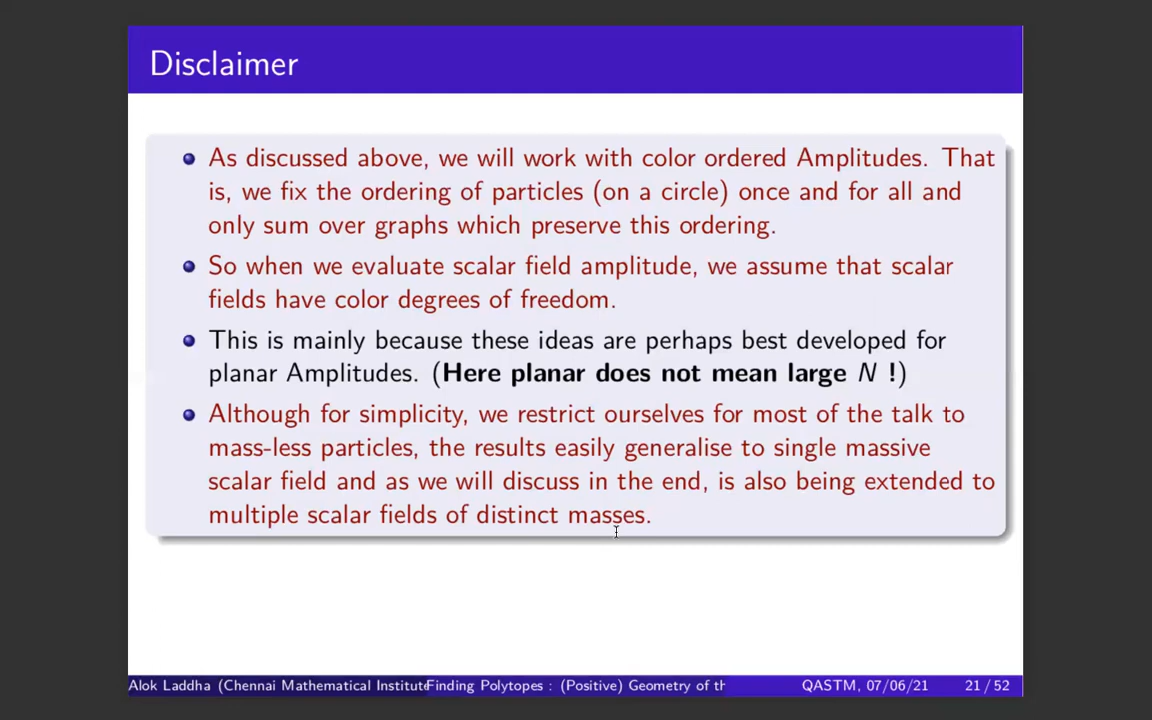 Disclaimer
As discussed above, we will work with color ordered Amplitudes. That
is, we fix the ordering of particles (on a circle) once and for all and
only sum over graphs which preserve this ordering.
So when we evaluate scalar field amplitude, we assume that scalar
fields have color degrees of freedom.
This is mainly because these ideas are perhaps best developed for
planar Amplitudes. (Here planar does not mean large N !)
Although for simplicity, we restrict ourselves for most of the talk to
mass-less particles, the results easily generalise to single massive
scalar field and as we will discuss in the end, is also being extended to
multiple scalar fields of distinct masses.
Alok Laddha (Chennai Mathematical Institute Finding Polytopes : (Positive) Geometry of th QASTM, 07/06/21 21 / 52